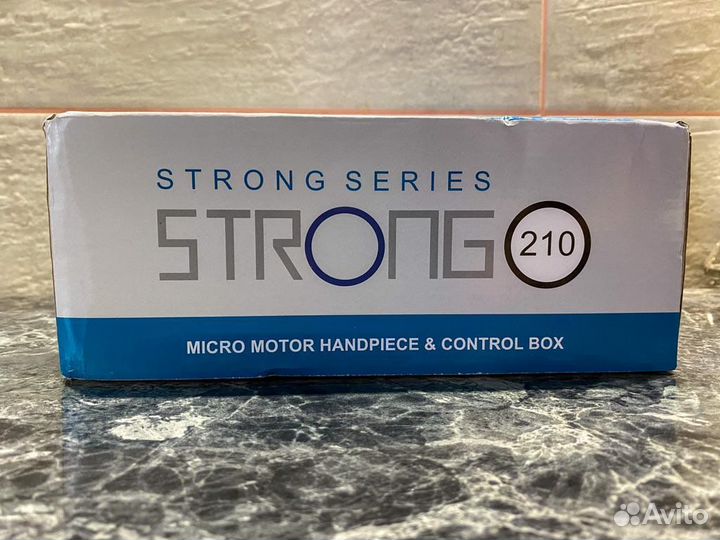 STRONG SERIES
STRONG 210
MICRO MOTOR HANDPIECE & CONTROL BOX
Avito